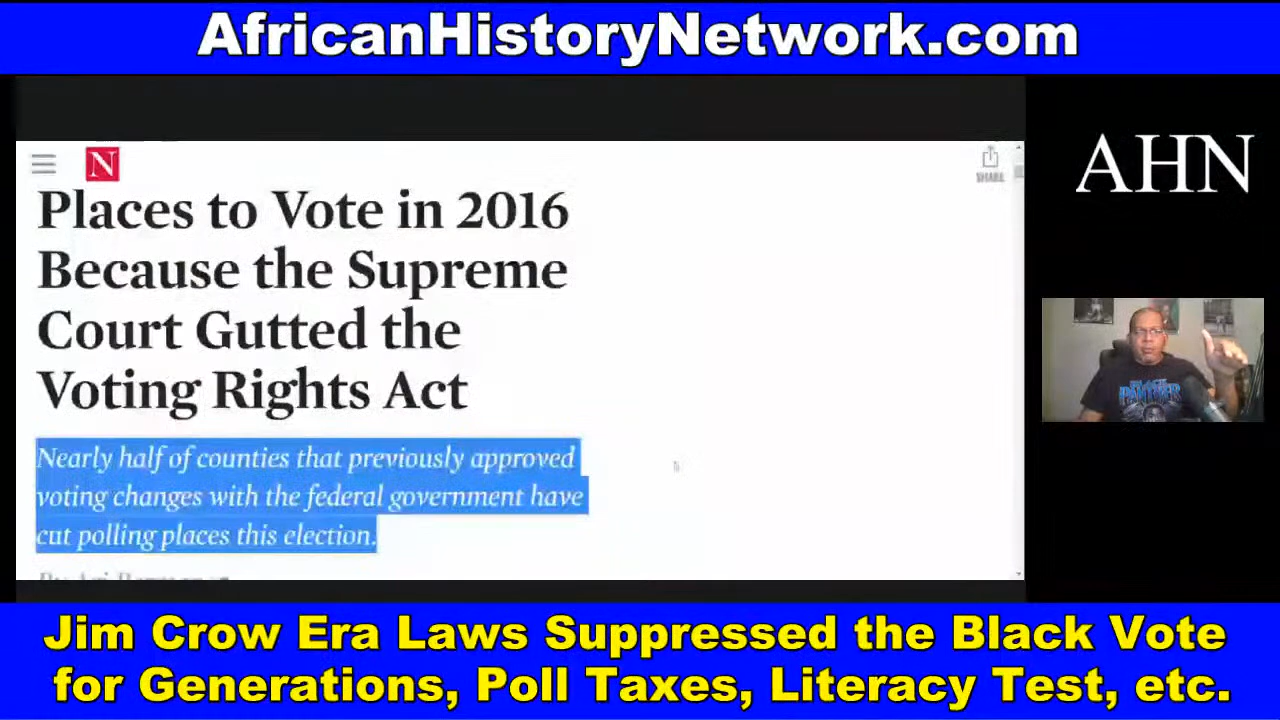 AfricanHistoryNetwork.com
AHN
N
SHARE
Places to Vote in 2016
Because the Supreme
Court Gutted the
Voting Rights Act
Nearly half of counties that previously approved
voting changes with the federal government have
cut polling places this election.
PANTHER
Jim Crow Era Laws Suppressed the Black Vote
for Generations, Poll Taxes, Literacy Test, etc.